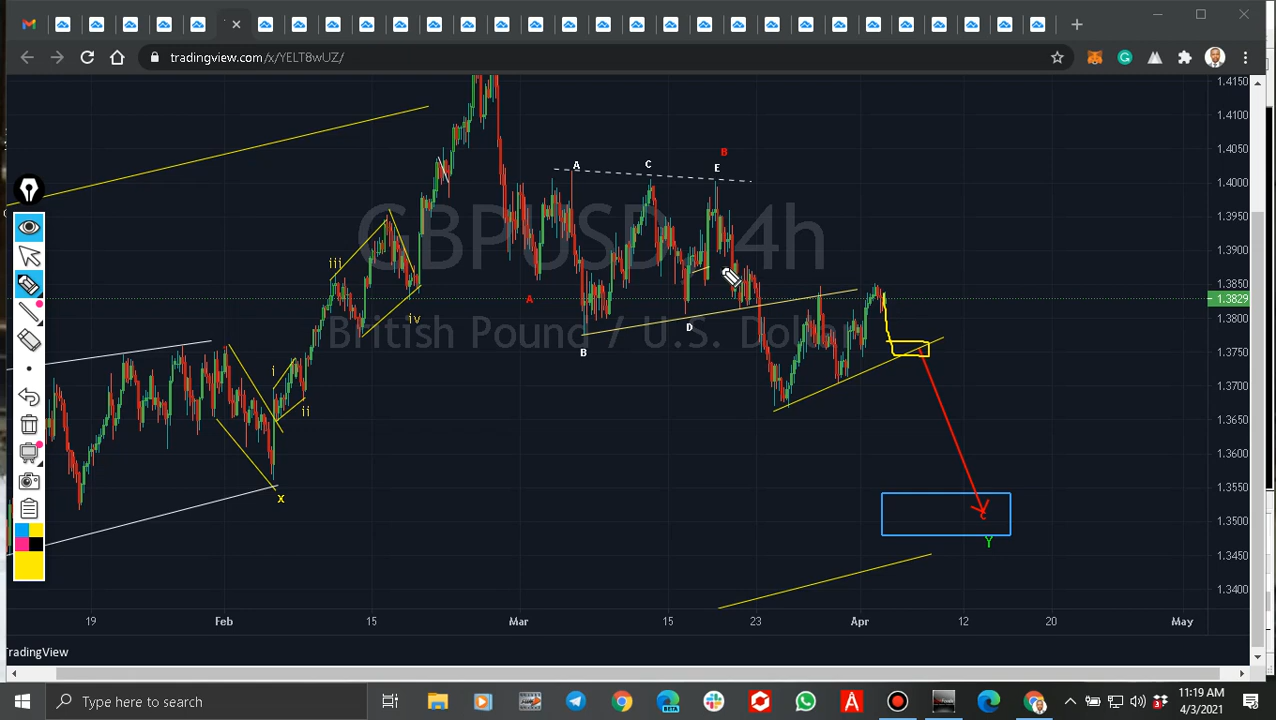 tradingview.com/x/YELT8wUZ/
GBPUSD 4h
British Pound / U.S. Dolla
A
C
E
B
iii
A
iv
D
B
i
ii
X
C
Y
1.4150
1.4100
1.4050
1.4000
1.3950
1.3900
1.3850
1.3829
1.3800
1.3750
1.3700
1.3650
1.3600
1.3550
1.3500
1.3450
1.3400
19
Feb
15
Mar
15
23
Apr
12
20
May
TradingView
Type here to search
BETA
3
11:19 AM
4/3/2021